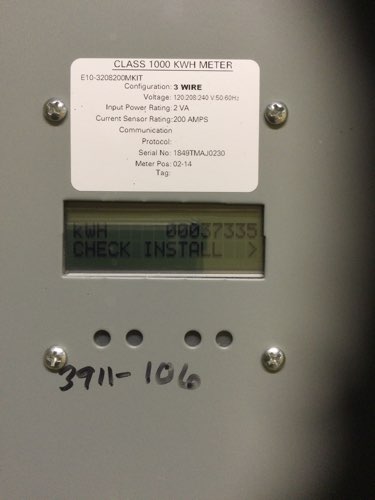 CLASS 1000 KWH METER
E10-3208200MKIT
Configuration: 3 WIRE
Voltage: 120.208.240 V:50-60Hz
Input Power Rating: 2 VA
Current Sensor Rating: 200 AMPS
Communication
Protocol:
Serial No: 1849TMAJ0230
Meter Pos: 02-14
Tag:
kWH 00037335
CHECK INSTALL >
3911-106